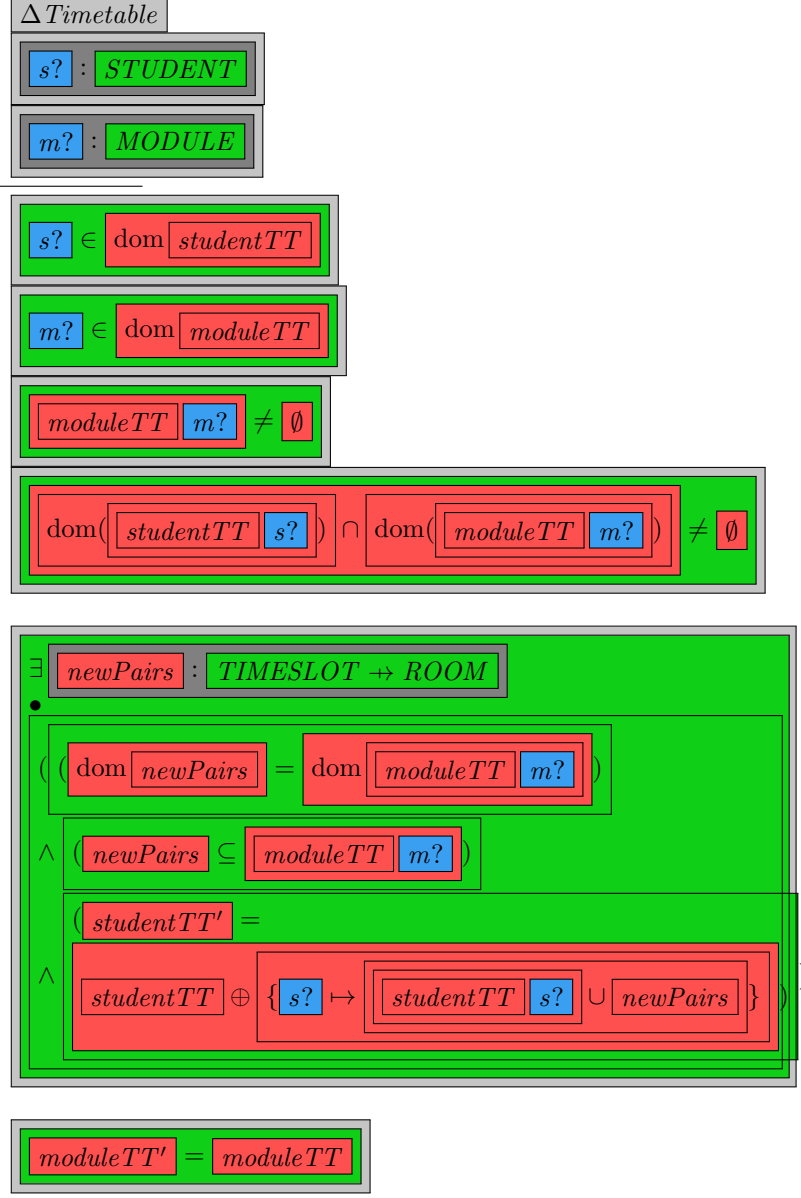 Δ Timetable
s? : STUDENT
m? : MODULE
s? ∈ dom studentTT
m? ∈ dom moduleTT
moduleTT m? ≠ ∅
dom( studentTT s? ) ∩ dom( moduleTT m? ) ≠ ∅
∃ newPairs : TIMESLOT ⇸ ROOM
•
( ( dom newPairs = dom moduleTT m? )
∧ ( newPairs ⊆ moduleTT m? )
( studentTT′ =
∧ studentTT ⊕ { s? ↦ studentTT s? ∪ newPairs } )
moduleTT′ = moduleTT